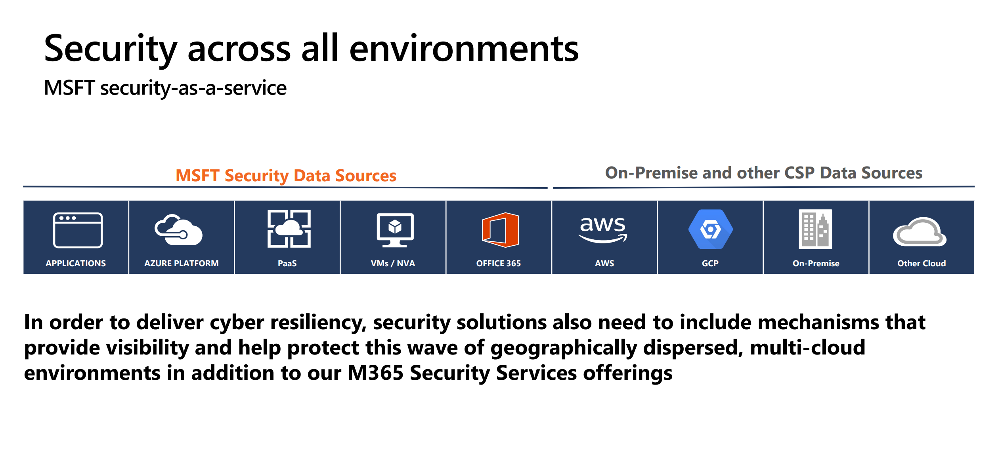 Security across all environments
MSFT security-as-a-service
MSFT Security Data Sources
On-Premise and other CSP Data Sources
aws
APPLICATIONS
AZURE PLATFORM
PaaS
VMs / NVA
OFFICE 365
AWS
GCP
On-Premise
Other Cloud
In order to deliver cyber resiliency, security solutions also need to include mechanisms that
provide visibility and help protect this wave of geographically dispersed, multi-cloud
environments in addition to our M365 Security Services offerings